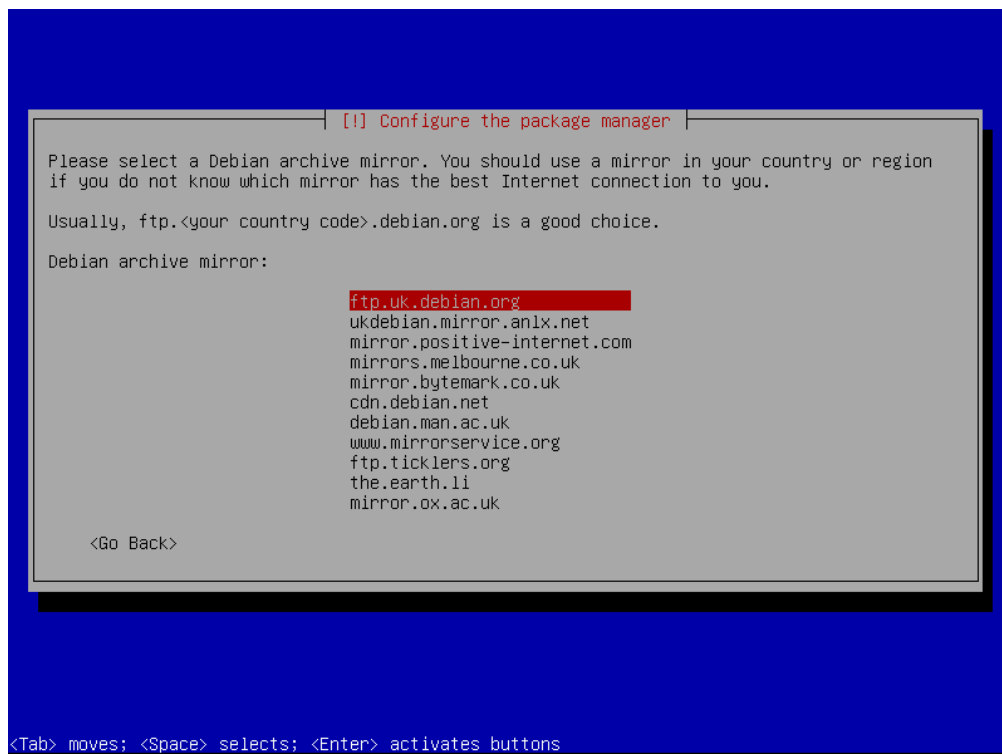 [!] Configure the package manager
Please select a Debian archive mirror. You should use a mirror in your country or region
if you do not know which mirror has the best Internet connection to you.
Usually, ftp.<your country code>.debian.org is a good choice.
Debian archive mirror:
ftp.uk.debian.org
ukdebian.mirror.anlx.net
mirror.positive-internet.com
mirrors.melbourne.co.uk
mirror.bytemark.co.uk
cdn.debian.net
debian.man.ac.uk
www.mirrorservice.org
ftp.ticklers.org
the.earth.li
mirror.ox.ac.uk
<Go Back>
<Tab> moves; <Space> selects; <Enter> activates buttons